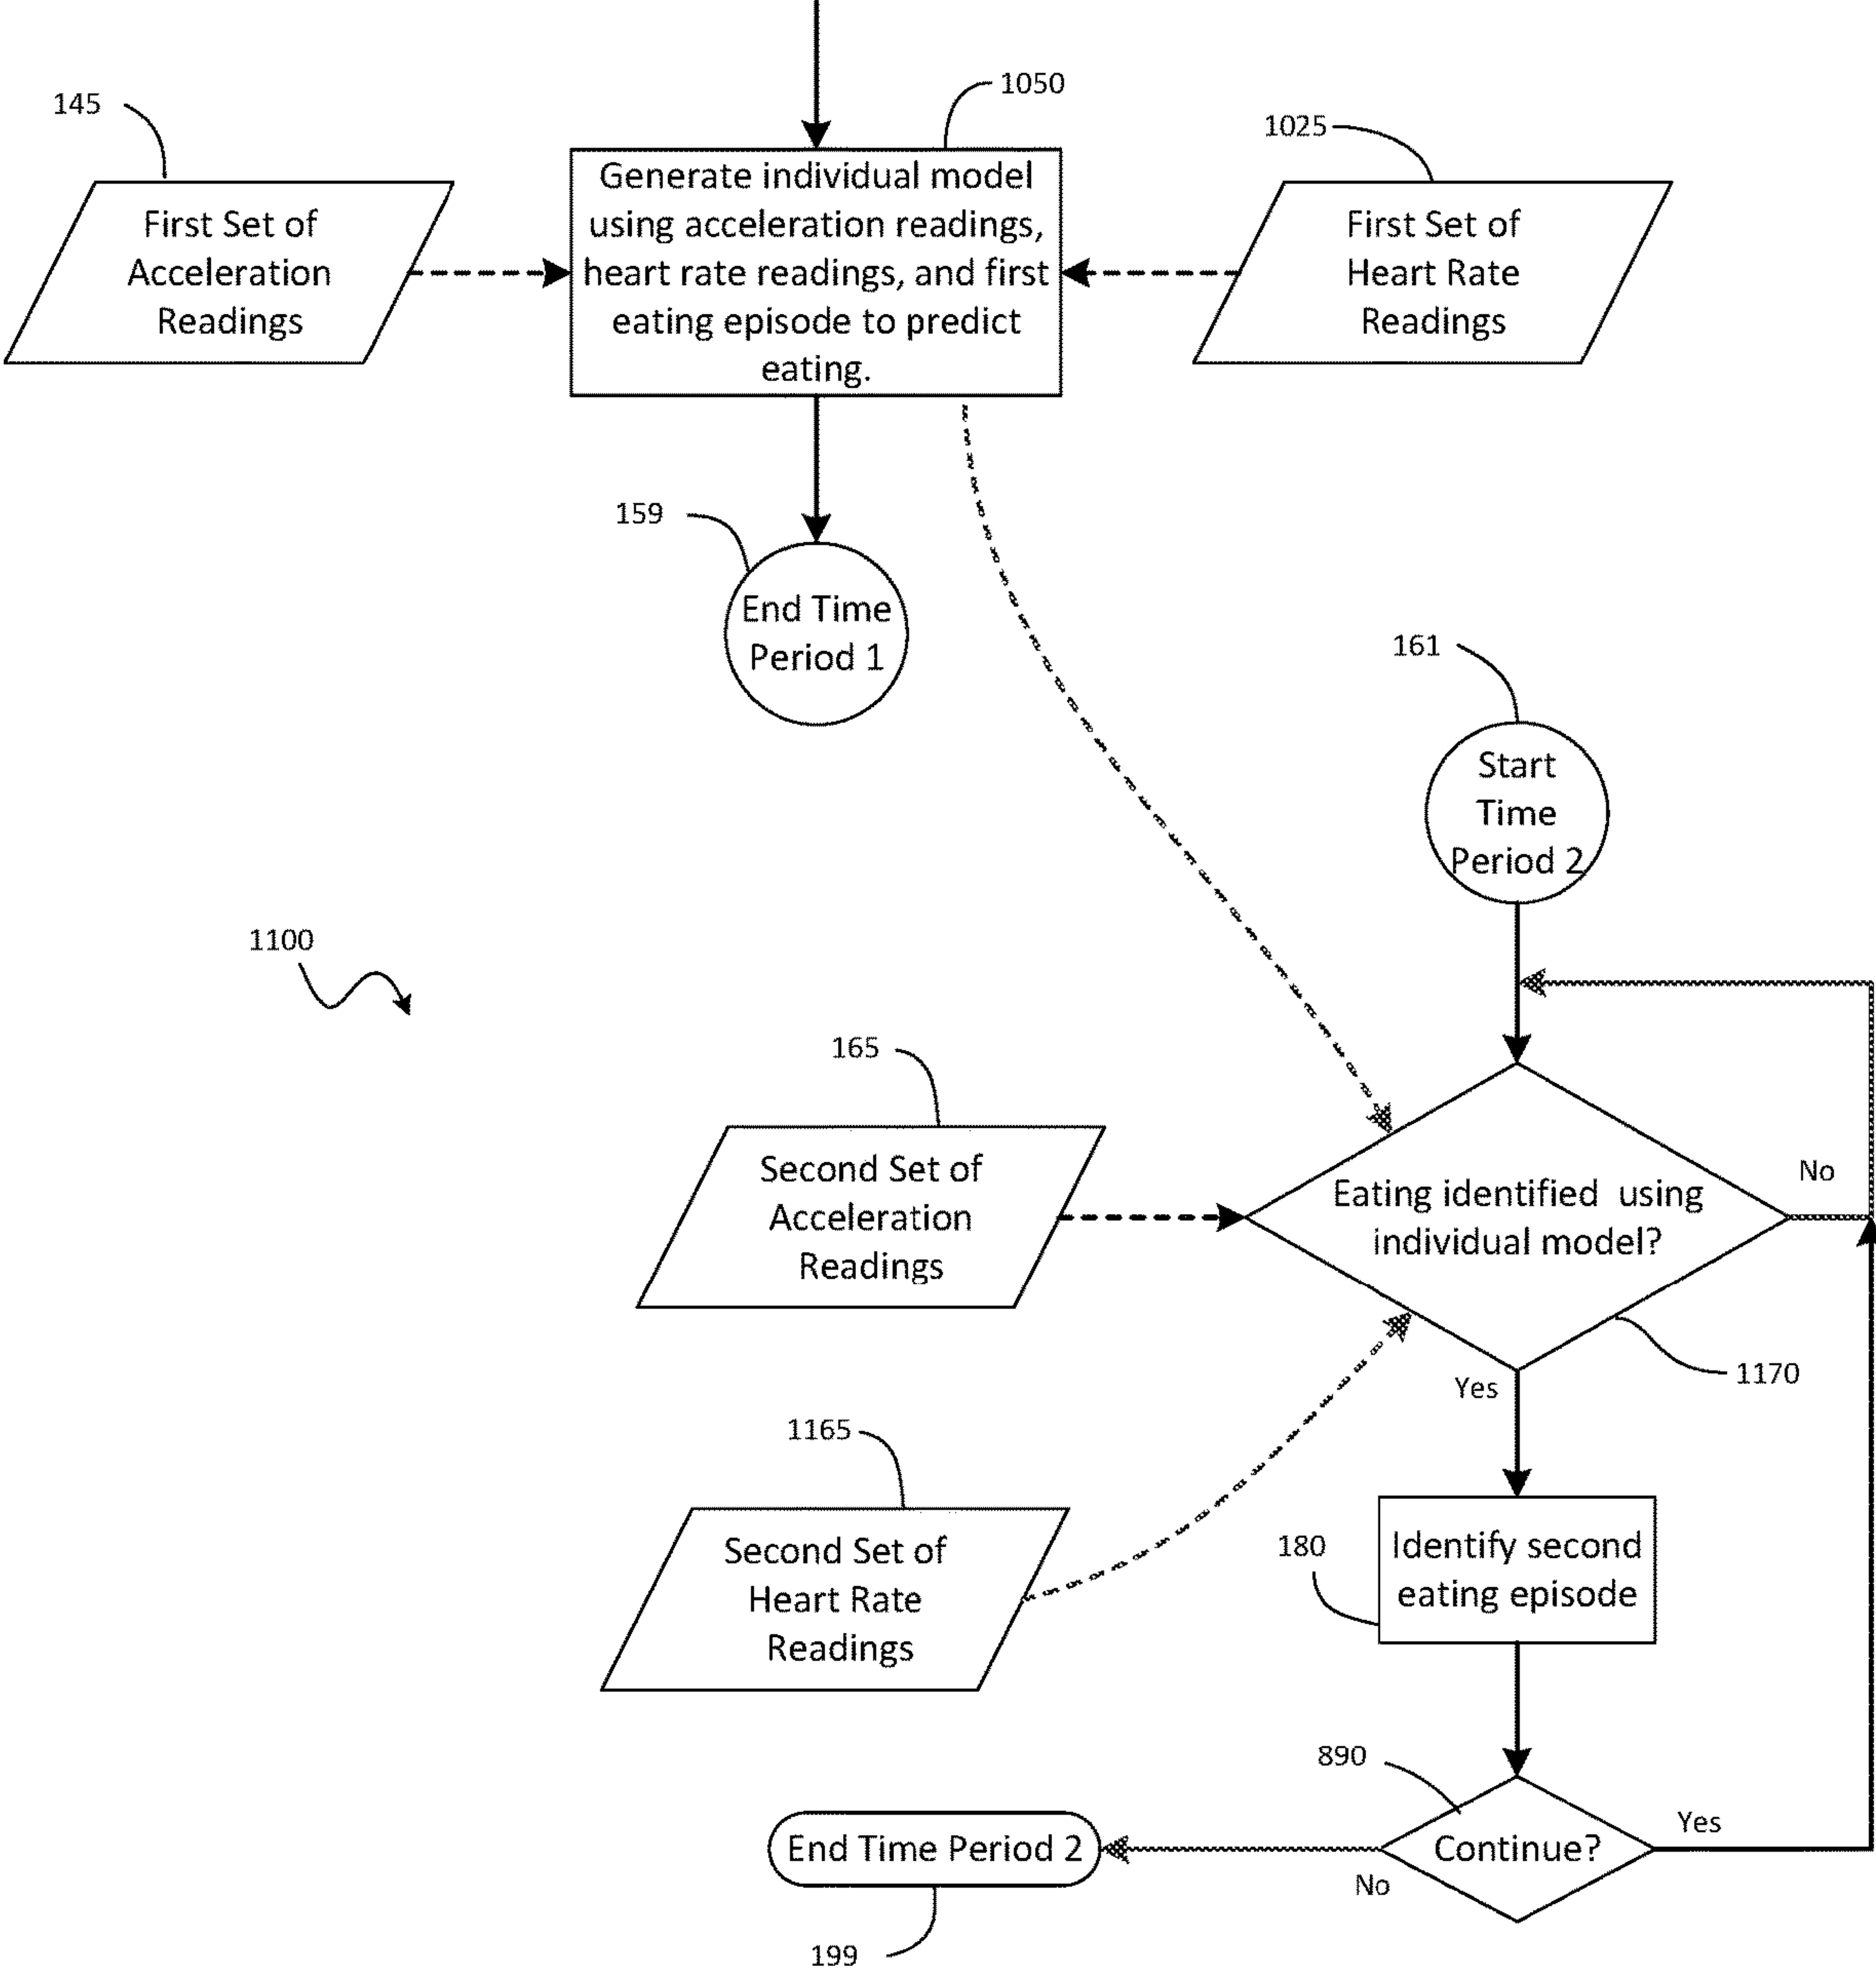 1050
145
1025
Generate individual model
using acceleration readings,
heart rate readings, and first
eating episode to predict
eating.
First Set of
Acceleration
Readings
First Set of
Heart Rate
Readings
159
End Time
Period 1
161
Start
Time
Period 2
1100
165
Second Set of
Acceleration
Readings
Eating identified using
individual model?
No
Yes
1170
1165
Second Set of
Heart Rate
Readings
180
Identify second
eating episode
890
Continue?
Yes
No
End Time Period 2
199